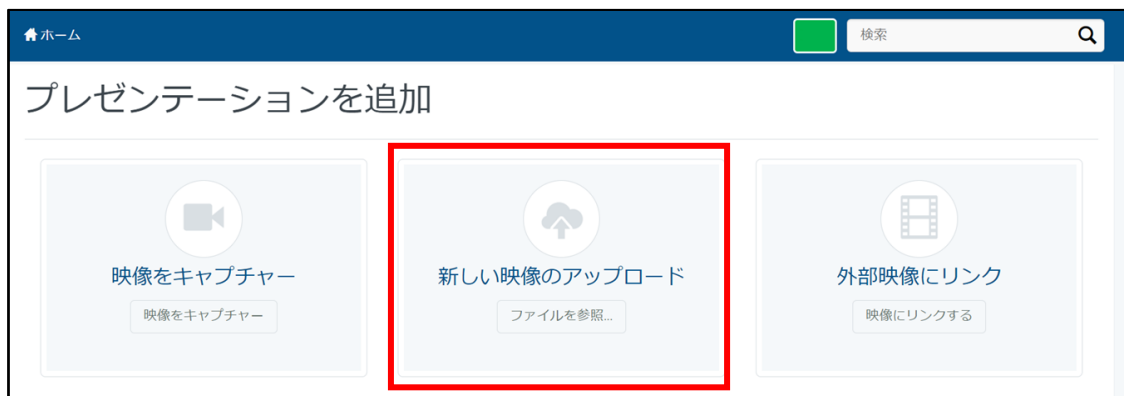 ホーム
検索
プレゼンテーションを追加
映像をキャプチャー
新しい映像のアップロード
外部映像にリンク
映像をキャプチャー
ファイルを参照...
映像にリンクする